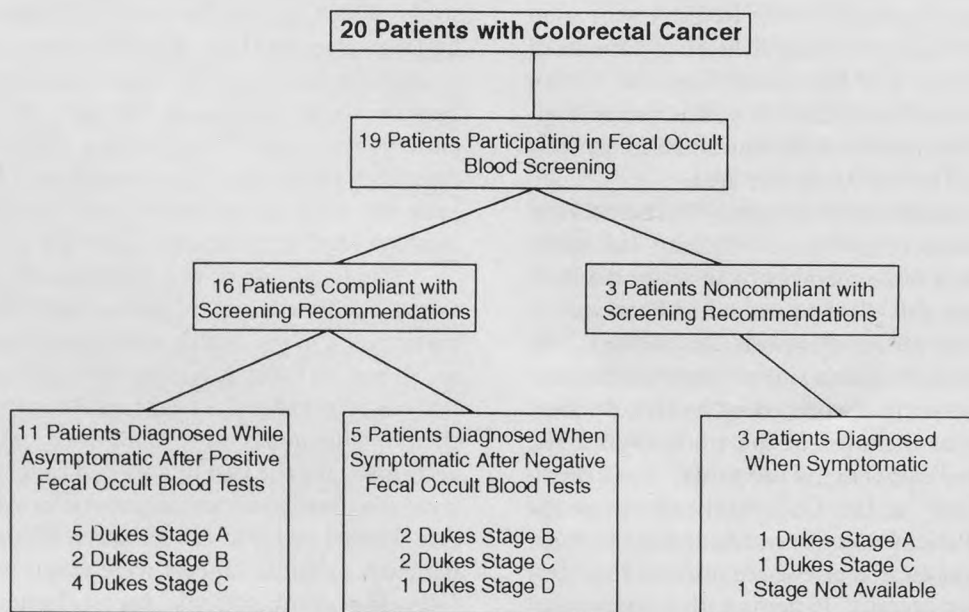 20 Patients with Colorectal Cancer
19 Patients Participating in Fecal Occult
Blood Screening
16 Patients Compliant with
Screening Recommendations
3 Patients Noncompliant with
Screening Recommendations
11 Patients Diagnosed While
Asymptomatic After Positive
Fecal Occult Blood Tests
5 Dukes Stage A
2 Dukes Stage B
4 Dukes Stage C
5 Patients Diagnosed When
Symptomatic After Negative
Fecal Occult Blood Tests
2 Dukes Stage B
2 Dukes Stage C
1 Dukes Stage D
3 Patients Diagnosed
When Symptomatic
1 Dukes Stage A
1 Dukes Stage C
1 Stage Not Available